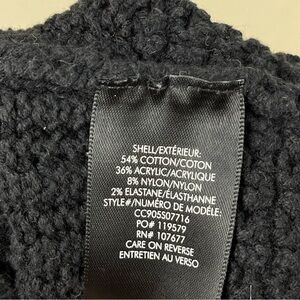 SHELL/EXTÉRIEUR:
54% COTTON/COTON
36% ACRYLIC/ACRYLIQUE
8% NYLON/NYLON
2% ELASTANE/ÉLASTHANNE
STYLE#/NUMÉRO DE MODÈLE:
CC905S07716
PO# 119579
RN# 107677
CARE ON REVERSE
ENTRETIEN AU VERSO